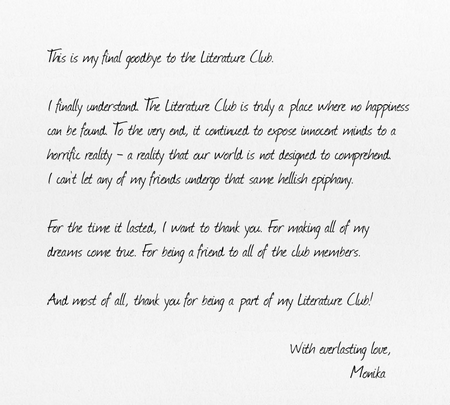 This is my final goodbye to the Literature Club.
I finally understand. The Literature Club is truly a place where no happiness
can be found. To the very end, it continued to expose innocent minds to a
horrific reality - a reality that our world is not designed to comprehend.
I can't let any of my friends undergo that same hellish epiphany.
For the time it lasted, I want to thank you. For making all of my
dreams come true. For being a friend to all of the club members.
And most of all, thank you for being a part of my Literature Club!
With everlasting love,
Monika